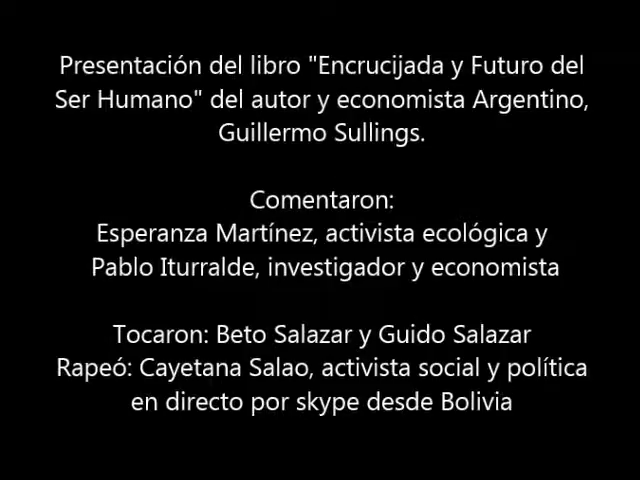 Presentación del libro "Encrucijada y Futuro del
Ser Humano" del autor y economista Argentino,
Guillermo Sullings.
Comentaron:
Esperanza Martínez, activista ecológica y
Pablo Iturralde, investigador y economista
Tocaron: Beto Salazar y Guido Salazar
Rapeó: Cayetana Salao, activista social y política
en directo por skype desde Bolivia